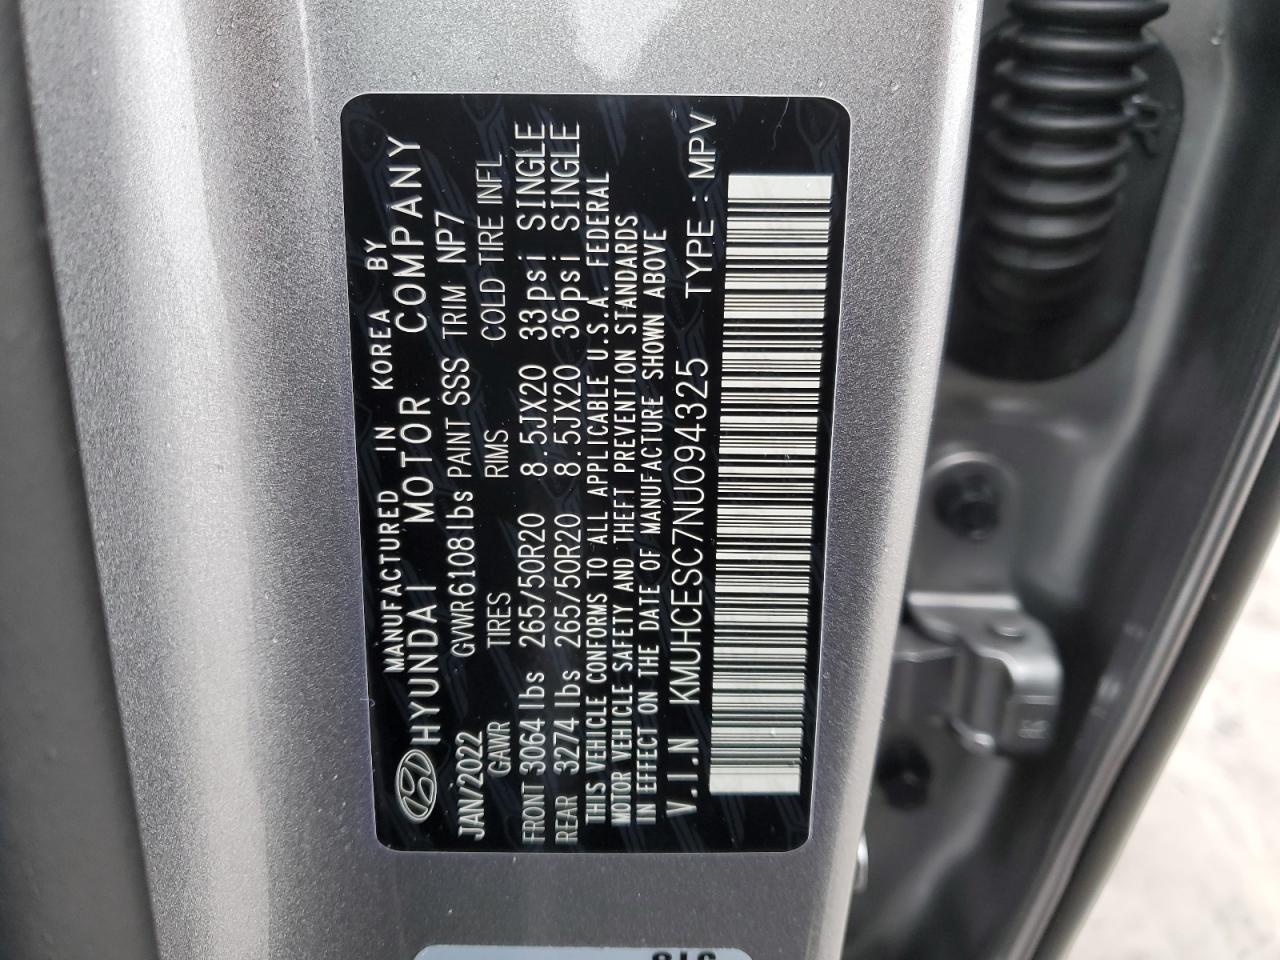 MANUFACTURED IN KOREA BY
HYUNDAI MOTOR COMPANY
JAN/2022 GVWR6108lbs PAINT SSS TRIM NP7
GAWR TIRES RIMS COLD TIRE INFL
FRONT 3064lbs 265/50R20 8.5JX20 33psi SINGLE
REAR 3274lbs 265/50R20 8.5JX20 36psi SINGLE
THIS VEHICLE CONFORMS TO ALL APPLICABLE U.S.A. FEDERAL
MOTOR VEHICLE SAFETY AND THEFT PREVENTION STANDARDS
IN EFFECT ON THE DATE OF MANUFACTURE SHOWN ABOVE
V.I.N KMUHCESC7NU094325 TYPE : MPV